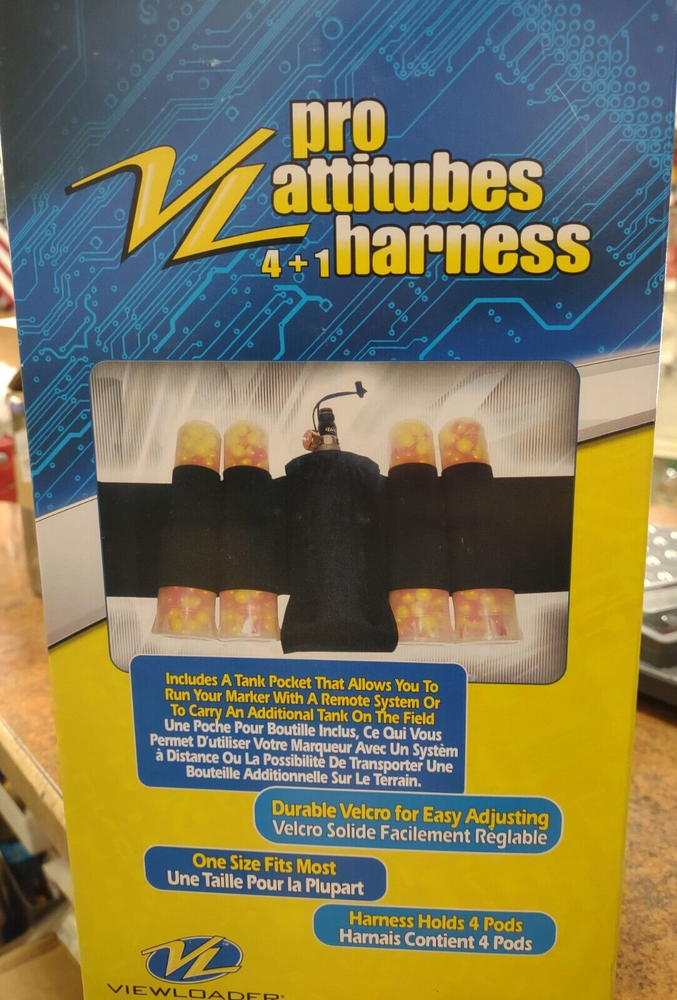 VL
pro
attitubes
4+1 harness
Includes A Tank Pocket That Allows You To
Run Your Marker With A Remote System Or
To Carry An Additional Tank On The Field
Une Poche Pour Boutille Inclus, Ce Qui Vous
Permet D'utiliser Votre Marqueur Avec Un Systèm
à Distance Ou La Possibilité De Transporter Une
Bouteille Additionnelle Sur Le Terrain.
Durable Velcro for Easy Adjusting
Velcro Solide Facilement Réglable
One Size Fits Most
Une Taille Pour la Plupart
Harness Holds 4 Pods
Harnais Contient 4 Pods
VL
VIEWLOADER